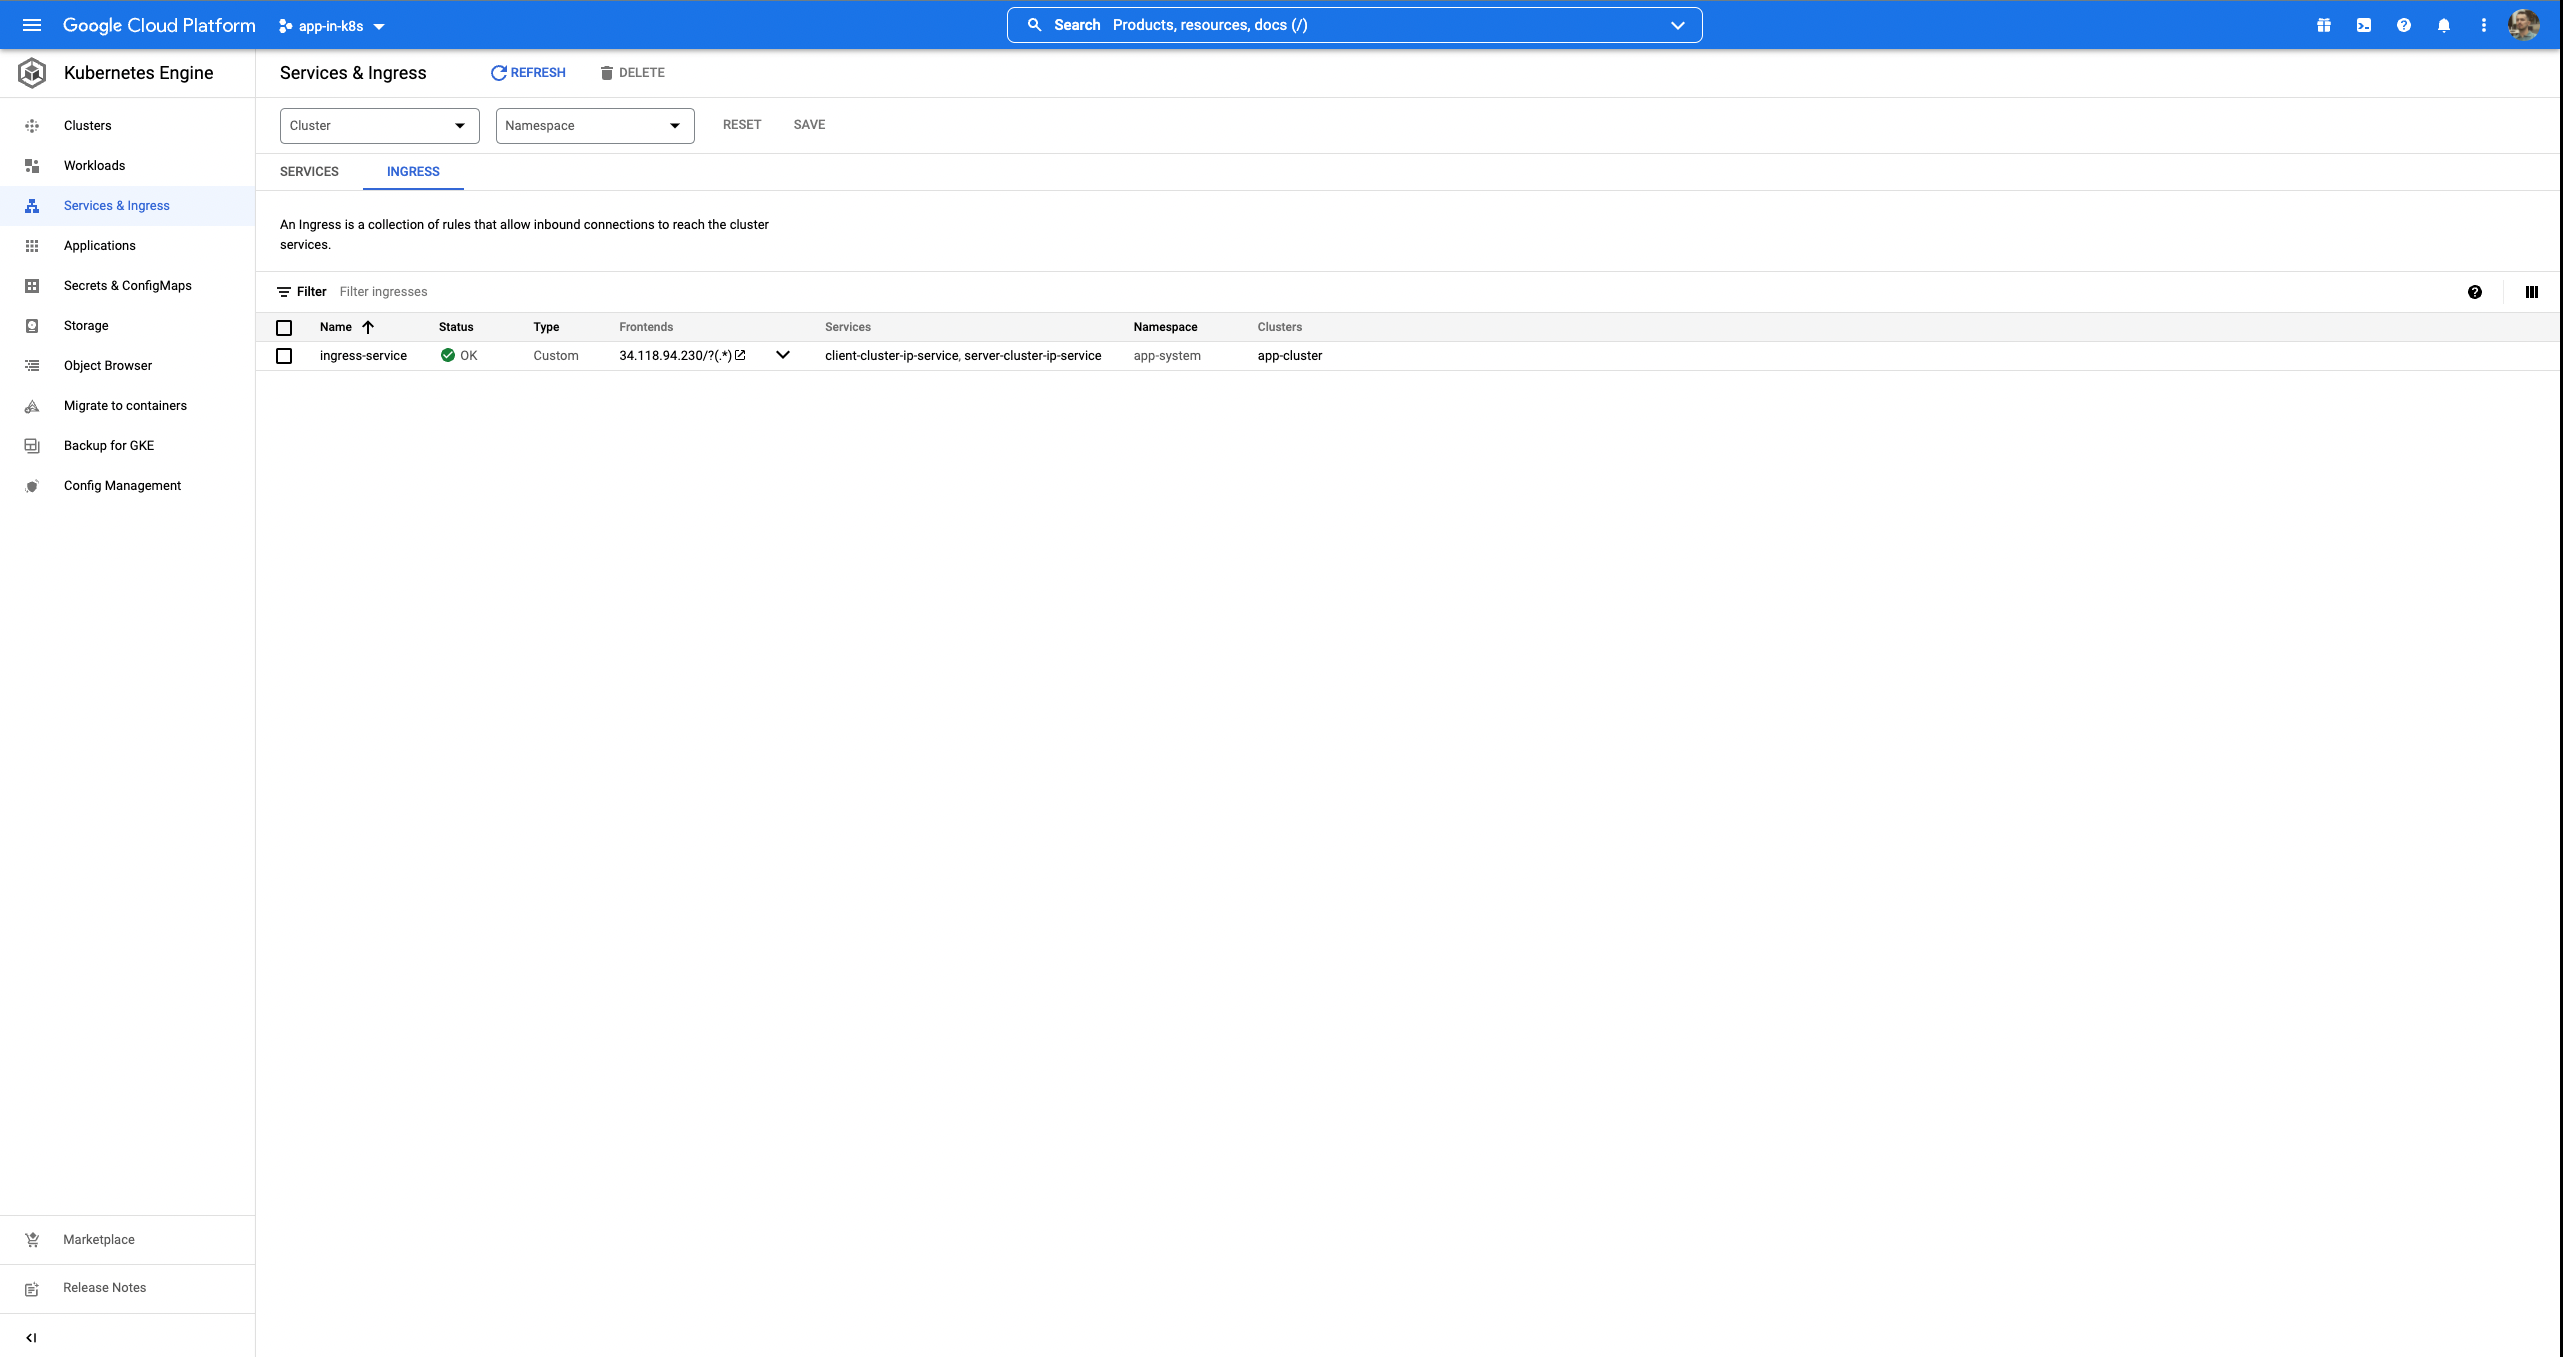 Google Cloud Platform app-in-k8s Search Products, resources, docs (/)
Kubernetes Engine
Clusters
Workloads
Services & Ingress
Applications
Secrets & ConfigMaps
Storage
Object Browser
Migrate to containers
Backup for GKE
Config Management
Marketplace
Release Notes
Services & Ingress REFRESH DELETE
Cluster Namespace RESET SAVE
SERVICES INGRESS
An Ingress is a collection of rules that allow inbound connections to reach the cluster
services.
Filter Filter ingresses
Name Status Type Frontends Services Namespace Clusters
ingress-service OK Custom 34.118.94.230/?(.*) client-cluster-ip-service, server-cluster-ip-service app-system app-cluster